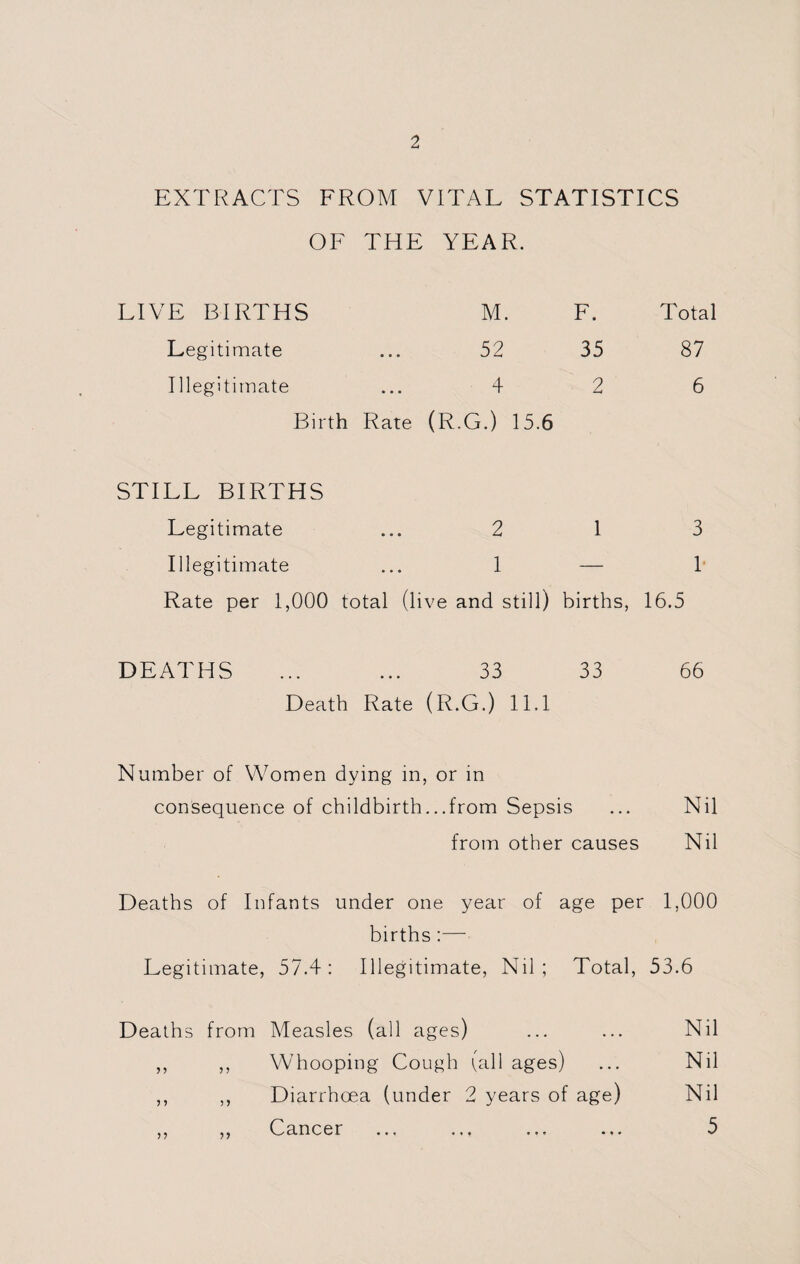 2
EXTRACTS FROM VITAL STATISTICS
OF THE YEAR.
LIVE BIRTHS M. F. Total
Legitimate ... 52 35 87
Illegitimate ... 4 2 6
Birth Rate (R.G.) 15.6
STILL BIRTHS
Legitimate ... 2 1 3
Illegitimate ... 1 — 1
Rate per 1,000 total (live and still) births, 16.5
DEATHS ... ... 33 33 66
Death Rate (R.G.) 11.1
Number of Women dying in, or in
consequence of childbirth...from Sepsis ... Nil
from other causes Nil
Deaths of Infants under one year of age per 1,000
births :—
Legitimate, 57.4 : Illegitimate, Nil ; Total, 53.6
Deaths from Measles (all ages) ... ... Nil
,, ,, Whooping Cough (all ages) ... Nil
,, ,, Diarrhœa (under 2 years of age) Nil
,, ,, Cancer ... ... ... ... 5